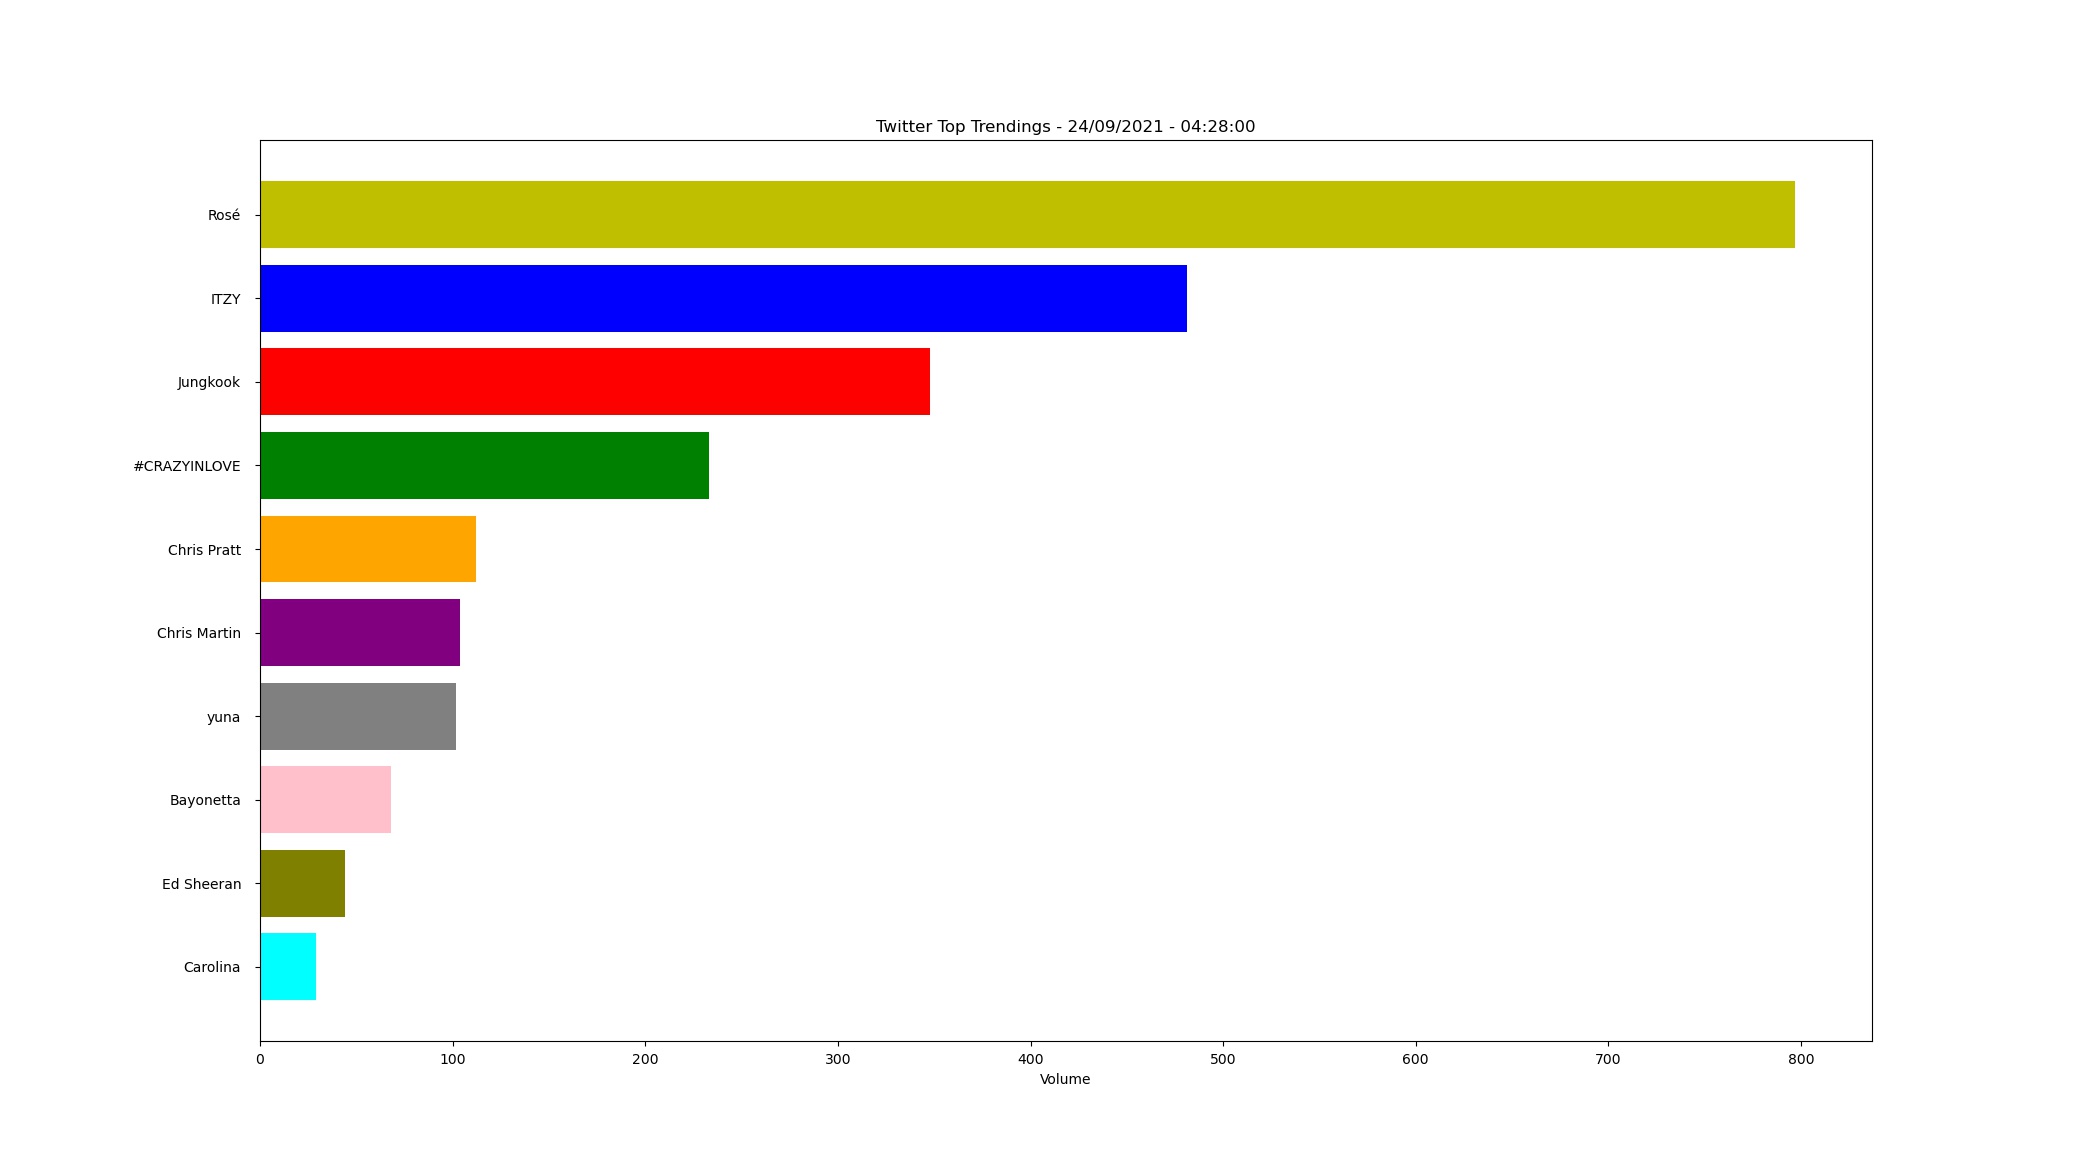 Twitter Top Trendings - 24/09/2021 - 04:28:00
Rosé
ITZY
Jungkook
#CRAZYINLOVE
Chris Pratt
Chris Martin
yuna
Bayonetta
Ed Sheeran
Carolina
0 100 200 300 400 500 600 700 800
Volume